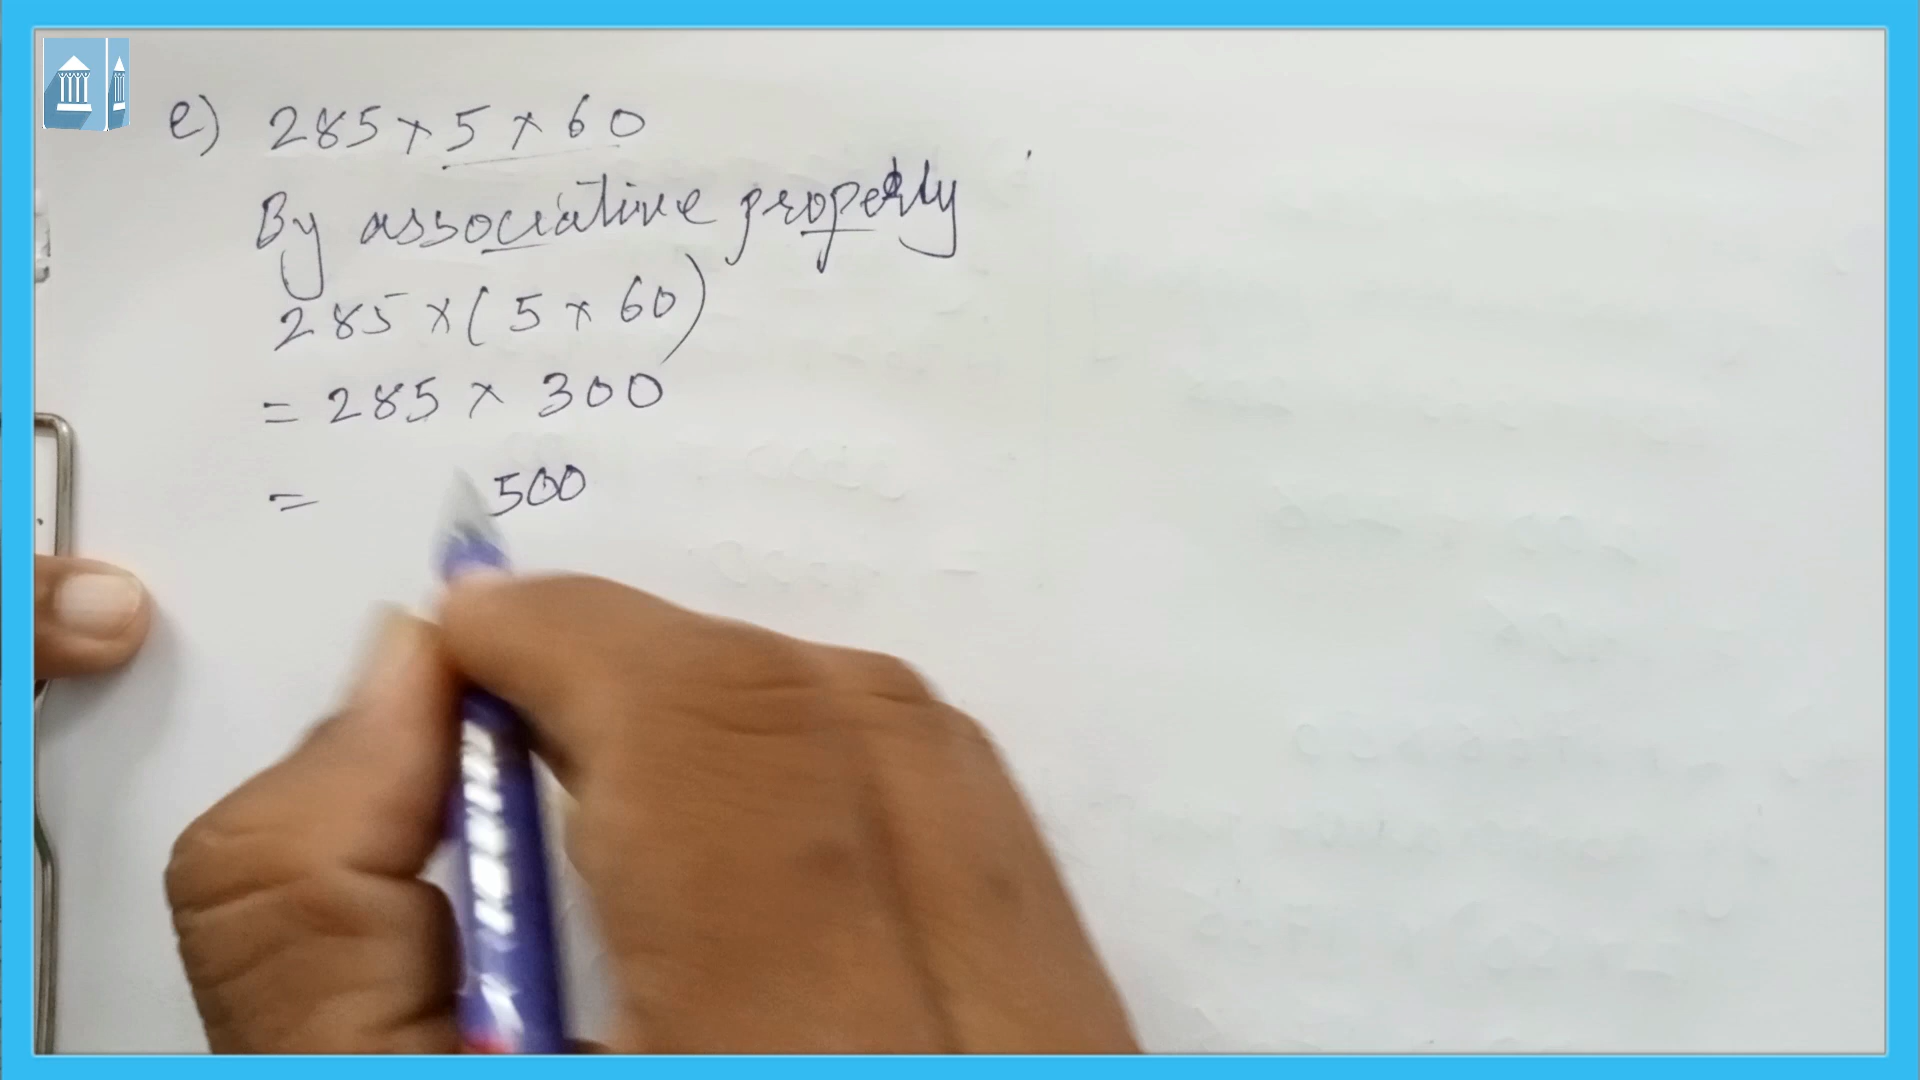 e) 285 × 5 × 60
By associative property
285 × (5 × 60)
= 285 × 300
= 500